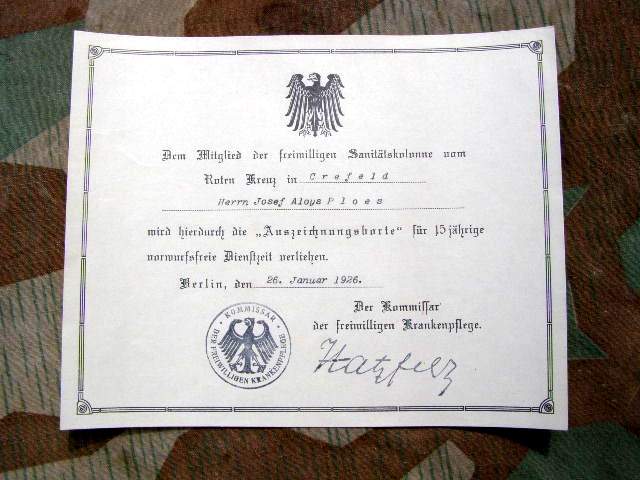 Dem Mitglied der freiwilligen Sanitätskolonne vom
Roten Kreuz in Crefeld
Herrn Josef Aloys Ploes
wird hierdurch die „Auszeichnungsborte“ für 15jährige
vorwurfsfreie Dienstzeit verliehen.
Berlin, den 26. Januar 1926.
Der Kommissar
der freiwilligen Krankenpflege.
KOMMISSAR
DER FREIWILLIGEN KRANKENPFLEGE
Hatzfeld